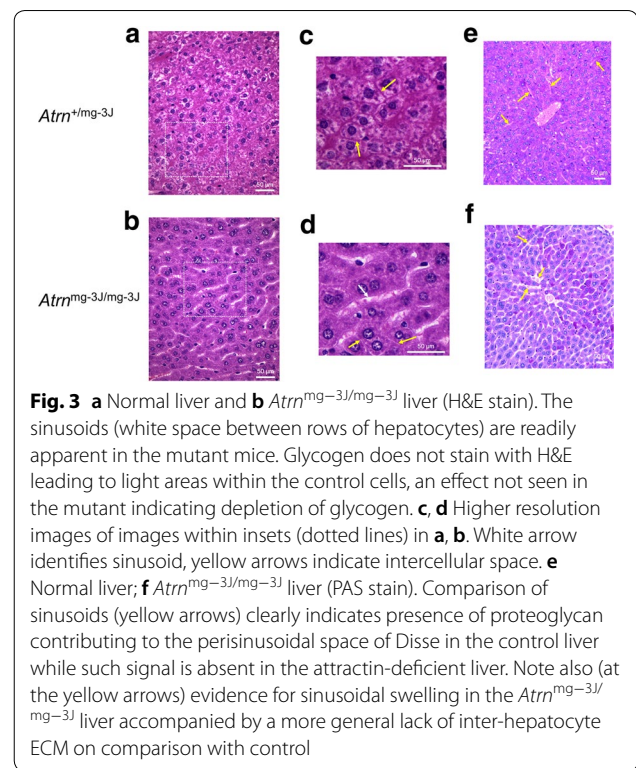 a
c
e
Atrn+/mg-3J
50 µm
50 µm
50 µm
b
d
f
Atrnmg-3J/mg-3J
50 µm
50 µm
Fig. 3 a Normal liver and b Atrnmg−3J/mg−3J liver (H&E stain). The
sinusoids (white space between rows of hepatocytes) are readily
apparent in the mutant mice. Glycogen does not stain with H&E
leading to light areas within the control cells, an effect not seen in
the mutant indicating depletion of glycogen. c, d Higher resolution
images of images within insets (dotted lines) in a, b. White arrow
identifies sinusoid, yellow arrows indicate intercellular space. e
Normal liver; f Atrnmg−3J/mg−3J liver (PAS stain). Comparison of
sinusoids (yellow arrows) clearly indicates presence of proteoglycan
contributing to the perisinusoidal space of Disse in the control liver
while such signal is absent in the attractin-deficient liver. Note also (at
the yellow arrows) evidence for sinusoidal swelling in the Atrnmg−3J/
mg−3J liver accompanied by a more general lack of inter-hepatocyte
ECM on comparison with control